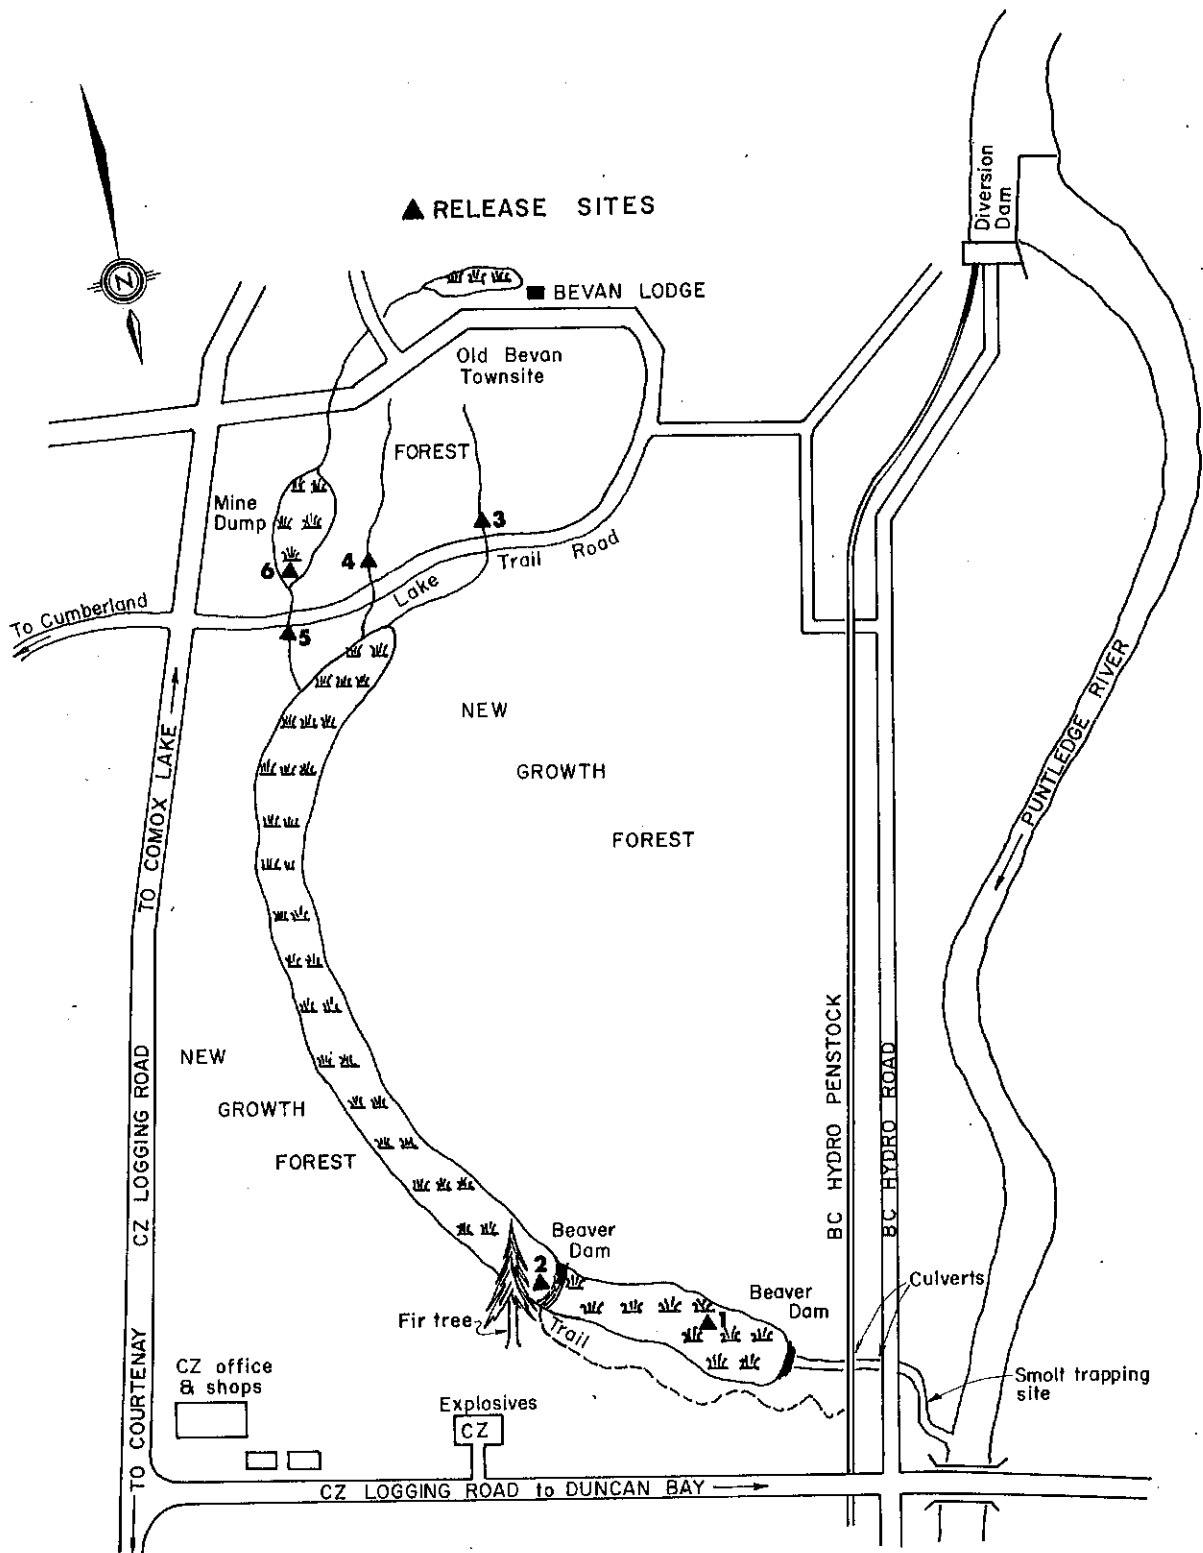 Diversion
Dam
RELEASE SITES
N
BEVAN LODGE
Old Bevan
Townsite
FOREST
Mine
Dump
3
4
6
Lake Trail Road
To Cumberland
5
NEW
GROWTH
FOREST
PUNTLEDGE RIVER
CZ LOGGING ROAD TO COMOX LAKE
BC HYDRO PENSTOCK
BC HYDRO ROAD
NEW
GROWTH
FOREST
Beaver
Dam
2
Culverts
Beaver
Dam
1
Fir tree
Trail
CZ office
& shops
Smolt trapping
site
Explosives
CZ
TO COURTENAY
CZ LOGGING ROAD to DUNCAN BAY